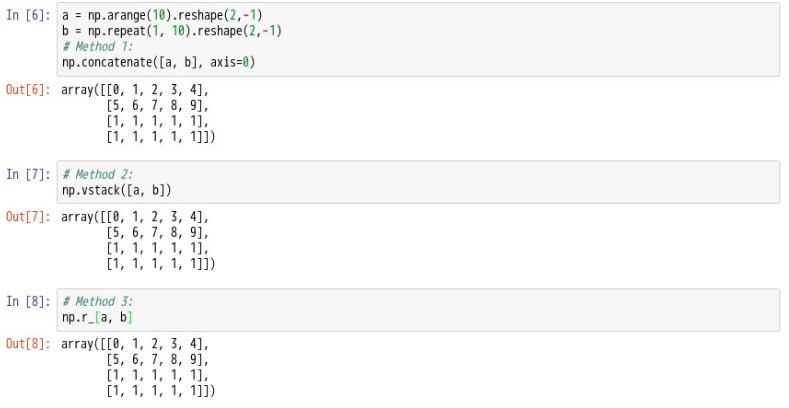 In [6]: a = np.arange(10).reshape(2,-1)
b = np.repeat(1, 10).reshape(2,-1)
# Method 1:
np.concatenate([a, b], axis=0)
Out[6]: array([[0, 1, 2, 3, 4],
[5, 6, 7, 8, 9],
[1, 1, 1, 1, 1],
[1, 1, 1, 1, 1]])
In [7]: # Method 2:
np.vstack([a, b])
Out[7]: array([[0, 1, 2, 3, 4],
[5, 6, 7, 8, 9],
[1, 1, 1, 1, 1],
[1, 1, 1, 1, 1]])
In [8]: # Method 3:
np.r_[a, b]
Out[8]: array([[0, 1, 2, 3, 4],
[5, 6, 7, 8, 9],
[1, 1, 1, 1, 1],
[1, 1, 1, 1, 1]])